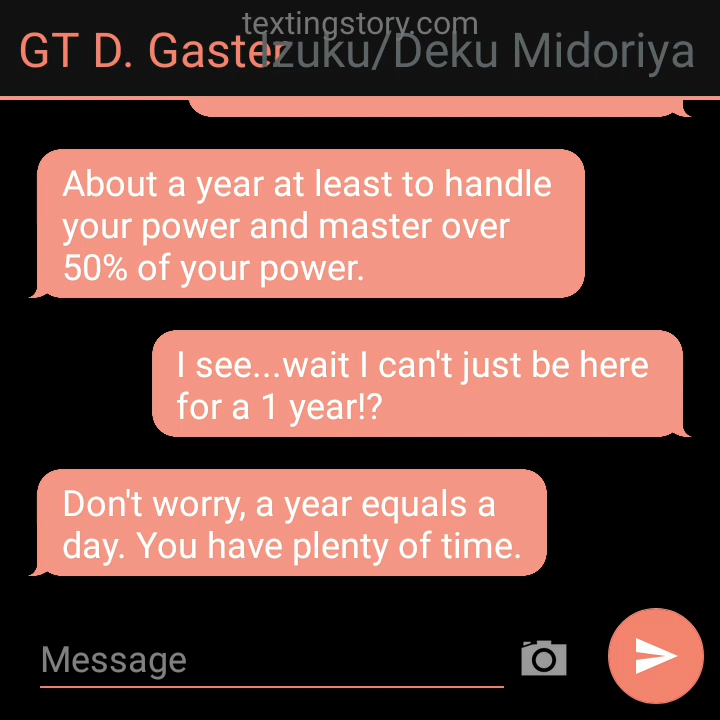 textingstory.com
GT D. Gaster
Izuku/Deku Midoriya
About a year at least to handle
your power and master over
50% of your power.
I see...wait I can't just be here
for a 1 year!?
Don't worry, a year equals a
day. You have plenty of time.
Message